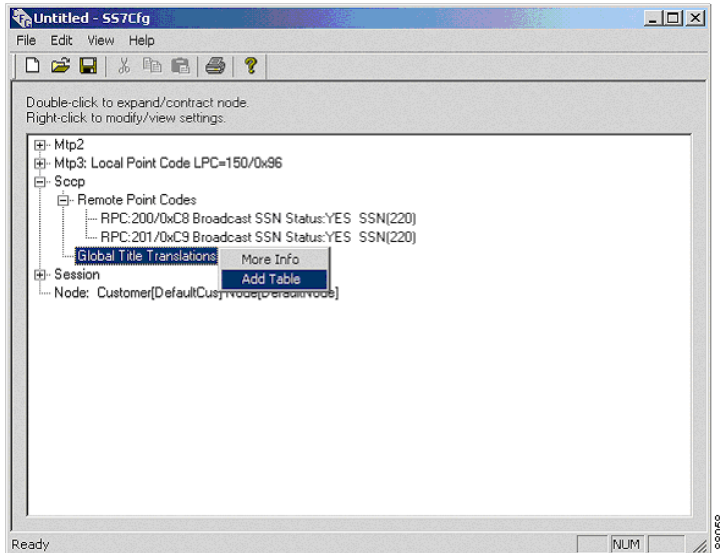 Untitled - SS7Cfg
File Edit View Help
Double-click to expand/contract node.
Right-click to modify/view settings.
Mtp2
Mtp3: Local Point Code LPC=150/0x96
Sccp
Remote Point Codes
RPC:200/0xC8 Broadcast SSN Status:YES SSN(220)
RPC:201/0xC9 Broadcast SSN Status:YES SSN(220)
Global Title Translations
More Info
Add Table
Session
Node: Customer[DefaultCus
Ready
NUM